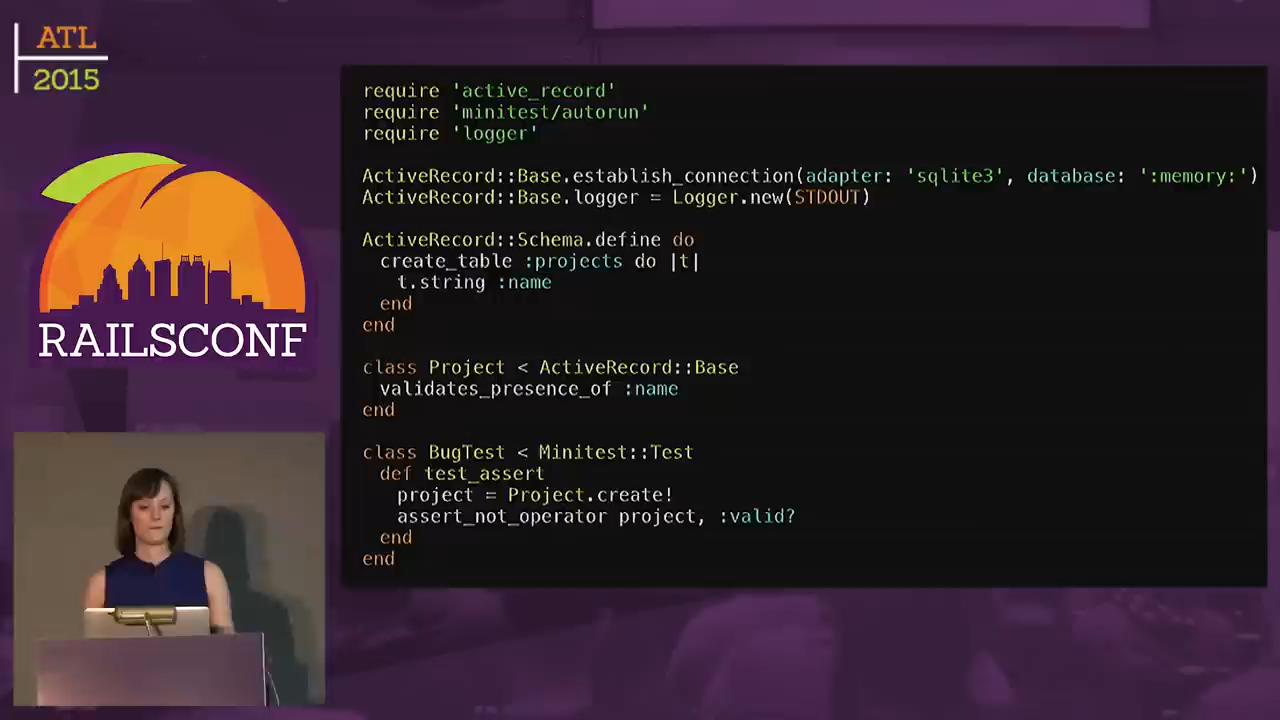 ATL
2015
RAILSCONF
require 'active_record'
require 'minitest/autorun'
require 'logger'
ActiveRecord::Base.establish_connection(adapter: 'sqlite3', database: ':memory:')
ActiveRecord::Base.logger = Logger.new(STDOUT)
ActiveRecord::Schema.define do
create_table :projects do |t|
t.string :name
end
end
class Project < ActiveRecord::Base
validates_presence_of :name
end
class BugTest < Minitest::Test
def test_assert
project = Project.create!
assert_not_operator project, :valid?
end
end